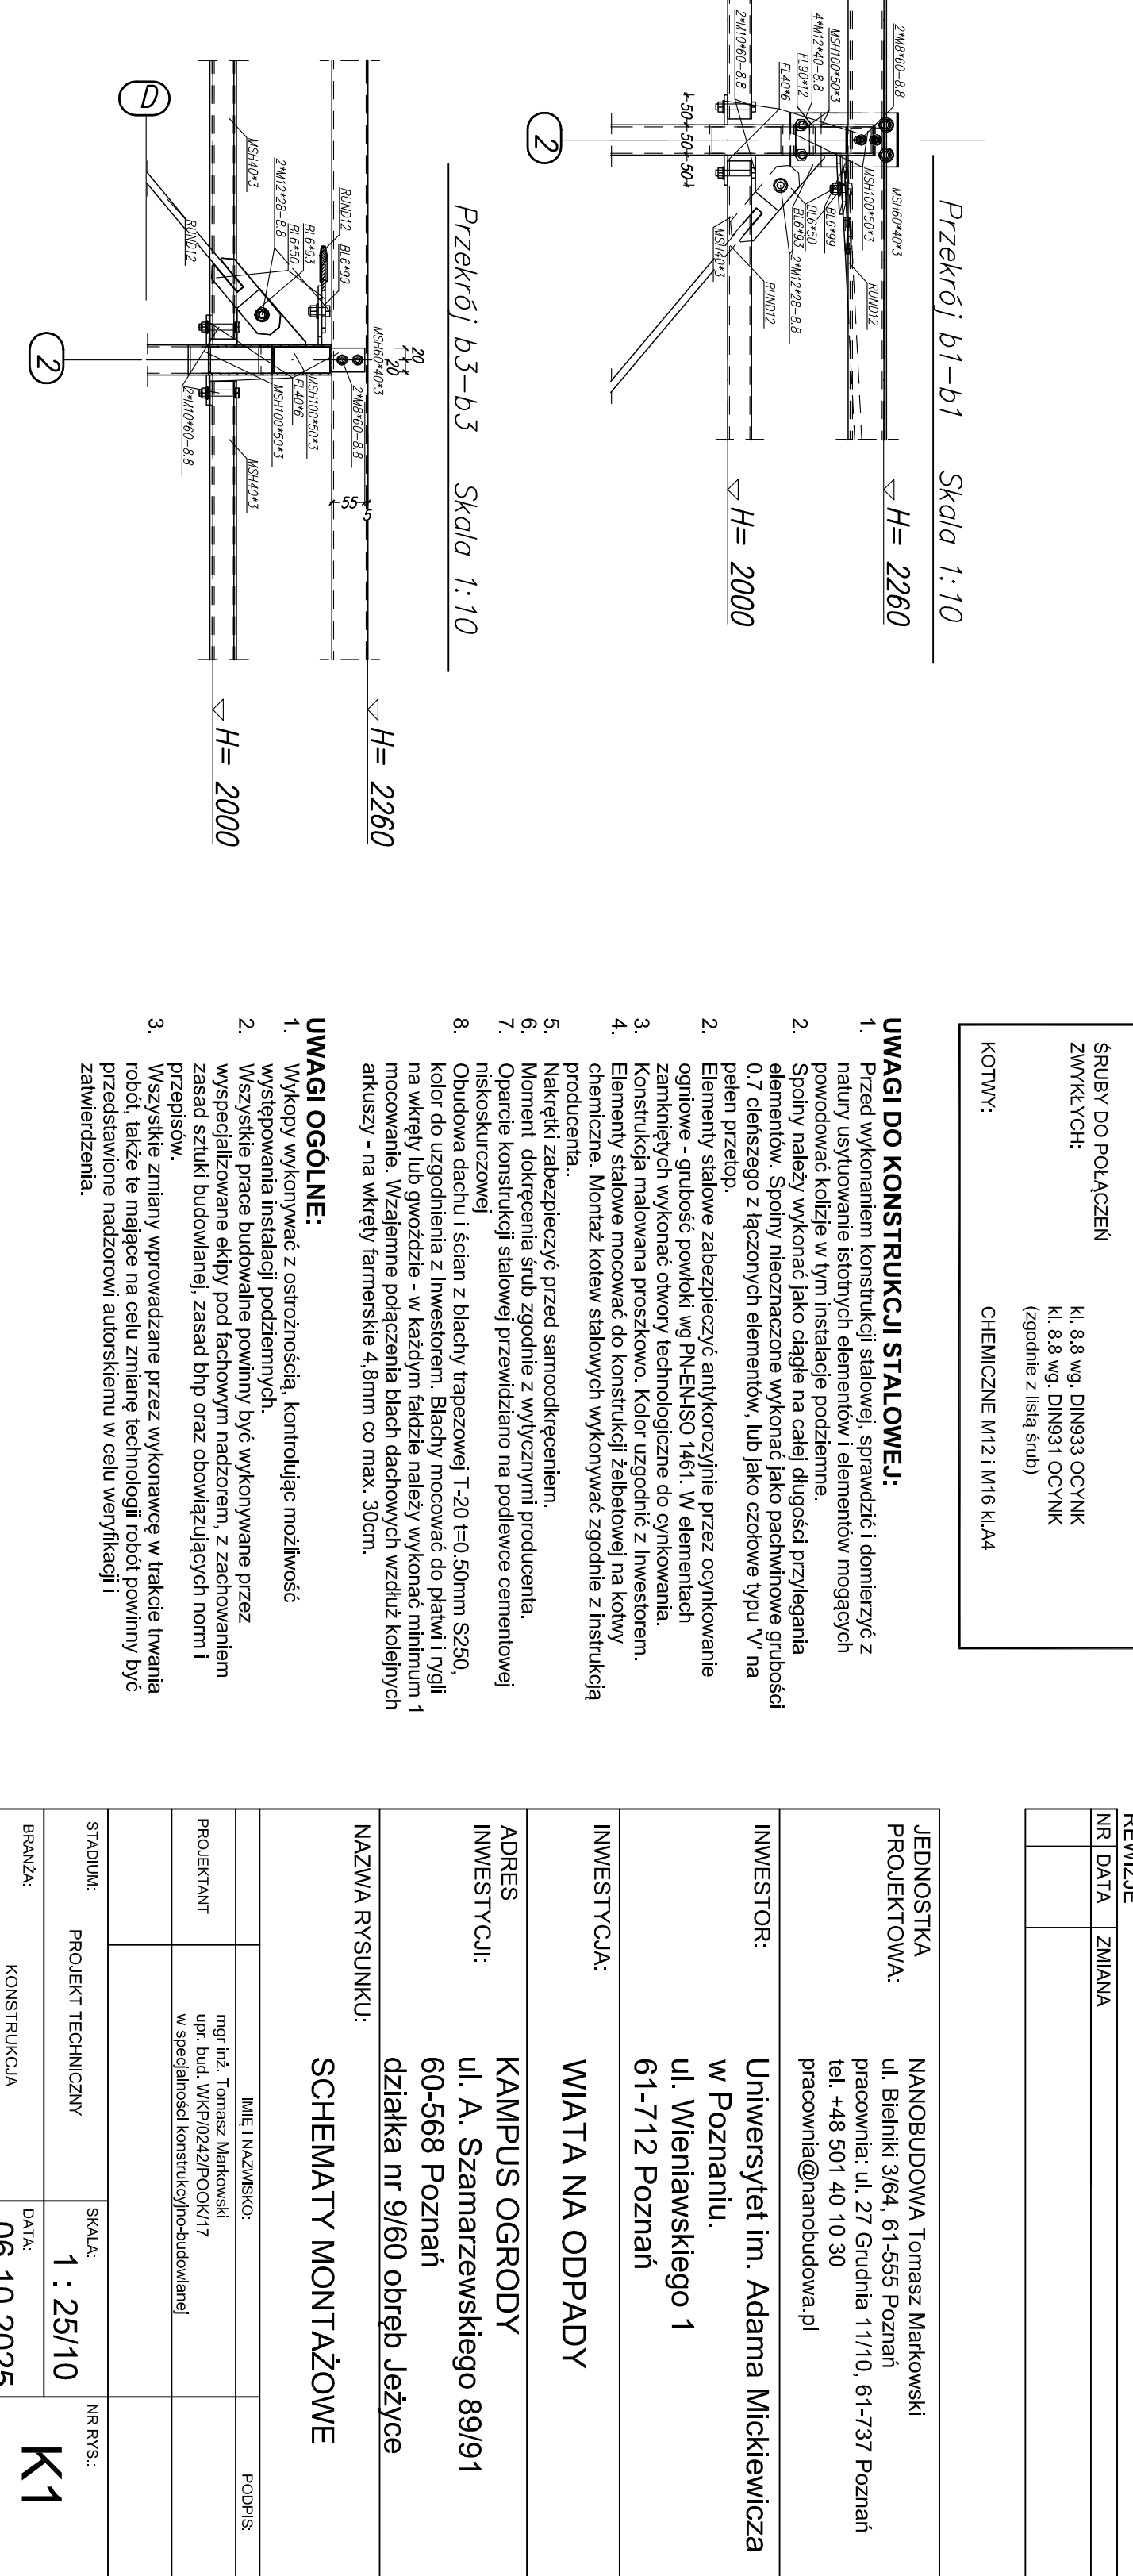 2*M8*60-8.8
MSH60*40*3
MSH100*50*3
4*M12*40-8.8
FL90*12
FL40*6
2*M10*60-8.8
MSH100*50*3
RUND12
BL6*99
BL6*50
BL6*93
2*M12*28-8.8
RUND12
MSH40*3
50 50 50
2
H= 2260
H= 2000
Przekrój b1-b1 Skala 1:10
Przekrój b3-b3 Skala 1:10
RUND12
BL6*99
BL6*93
BL6*50
2*M12*28-8.8
MSH40*3
RUND12
D
20
20
MSH60*40*3
2*M8*60-8.8
MSH100*50*3
FL40*6
MSH100*50*3
2*M10*60-8.8
MSH40*3
55
5
2
H= 2260
H= 2000
ŚRUBY DO POŁĄCZEŃ
ZWYKŁYCH:
kl. 8.8 wg. DIN933 OCYNK
kl. 8.8 wg. DIN931 OCYNK
(zgodnie z listą śrub)
KOTWY: CHEMICZNE M12 i M16 kl.A4
UWAGI DO KONSTRUKCJI STALOWEJ:
1. Przed wykonaniem konstrukcji stalowej, sprawdzić i domierzyć z
natury usytuowanie istotnych elementów i elementów mogących
powodować kolizje w tym instalacje podziemne.
2. Spoiny należy wykonać jako ciągłe na całej długości przylegania
elementów. Spoiny nieoznaczone wykonać jako pachwinowe grubości
0.7 cieńszego z łączonych elementów, lub jako czołowe typu 'V' na
pełen przetop.
2. Elementy stalowe zabezpieczyć antykorozyjnie przez ocynkowanie
ogniowe - grubość powłoki wg PN-EN-ISO 1461. W elementach
zamkniętych wykonać otwory technologiczne do cynkowania.
3. Konstrukcja malowana proszkowo. Kolor uzgodnić z Inwestorem.
4. Elementy stalowe mocować do konstrukcji żelbetowej na kotwy
chemiczne. Montaż kotew stalowych wykonywać zgodnie z instrukcją
producenta..
5. Nakrętki zabezpieczyć przed samoodkręceniem.
6. Moment dokręcenia śrub zgodnie z wytycznymi producenta.
7. Oparcie konstrukcji stalowej przewidziano na podlewce cementowej
niskoskurczowej
8. Obudowa dachu i ścian z blachy trapezowej T-20 t=0.50mm S250,
kolor do uzgodnienia z Inwestorem. Blachy mocować do płatwi i rygli
na wkręty lub gwoździe - w każdym fałdzie należy wykonać minimum 1
mocowanie. Wzajemne połączenia blach dachowych wzdłuż kolejnych
arkuszy - na wkręty farmerskie 4,8mm co max. 30cm.
UWAGI OGÓLNE:
1. Wykopy wykonywać z ostrożnością, kontrolując możliwość
występowania instalacji podziemnych.
2. Wszystkie prace budowalne powinny być wykonywane przez
wyspecjalizowane ekipy pod fachowym nadzorem, z zachowaniem
zasad sztuki budowlanej, zasad bhp oraz obowiązujących norm i
przepisów.
3. Wszystkie zmiany wprowadzane przez wykonawcę w trakcie trwania
robót, także te mające na celu zmianę technologii robót powinny być
przedstawione nadzorowi autorskiemu w celu weryfikacji i
zatwierdzenia.
REWIZJE
NR DATA ZMIANA
JEDNOSTKA
PROJEKTOWA:
NANOBUDOWA Tomasz Markowski
ul. Bielniki 3/64, 61-555 Poznań
pracownia: ul. 27 Grudnia 11/10, 61-737 Poznań
tel. +48 501 40 10 30
pracownia@nanobudowa.pl
INWESTOR:
Uniwersytet im. Adama Mickiewicza
w Poznaniu.
ul. Wieniawskiego 1
61-712 Poznań
INWESTYCJA: WIATA NA ODPADY
ADRES
INWESTYCJI:
KAMPUS OGRODY
ul. A. Szamarzewskiego 89/91
60-568 Poznań
działka nr 9/60 obręb Jeżyce
NAZWA RYSUNKU:
SCHEMATY MONTAŻOWE
IMIĘ I NAZWISKO: PODPIS:
PROJEKTANT
mgr inż. Tomasz Markowski
upr. bud. WKP/0242/POOK/17
w specjalności konstrukcyjno-budowlanej
STADIUM: PROJEKT TECHNICZNY
SKALA: 1 : 25/10
NR RYS.: K1
BRANŻA: KONSTRUKCJA
DATA: 06.10.2025